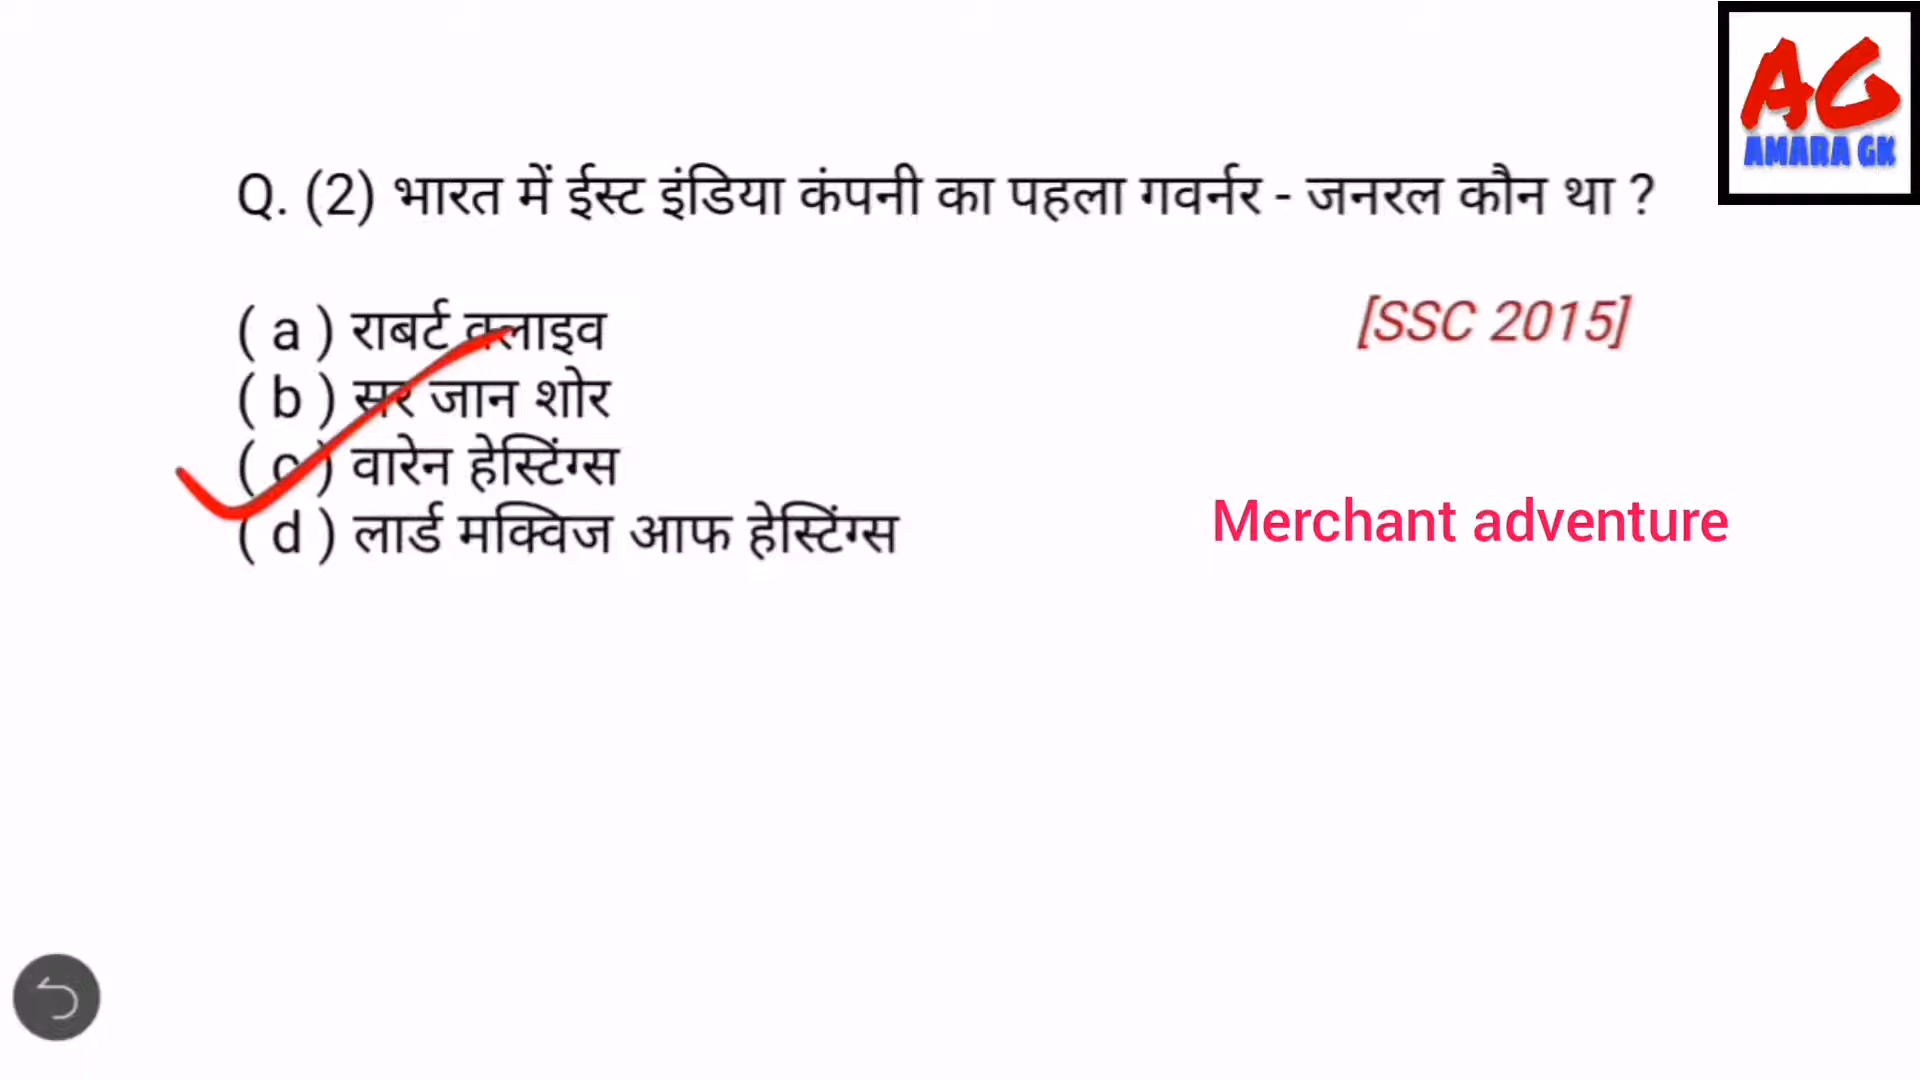 AG
AMARA GK
Q. (2) भारत में ईस्ट इंडिया कंपनी का पहला गवर्नर - जनरल कौन था ?
[SSC 2015]
( a ) राबर्ट क्लाइव
( b ) सर जान शोर
( c ) वारेन हेस्टिंग्स
( d ) लार्ड मक्विज आफ हेस्टिंग्स
Merchant adventure